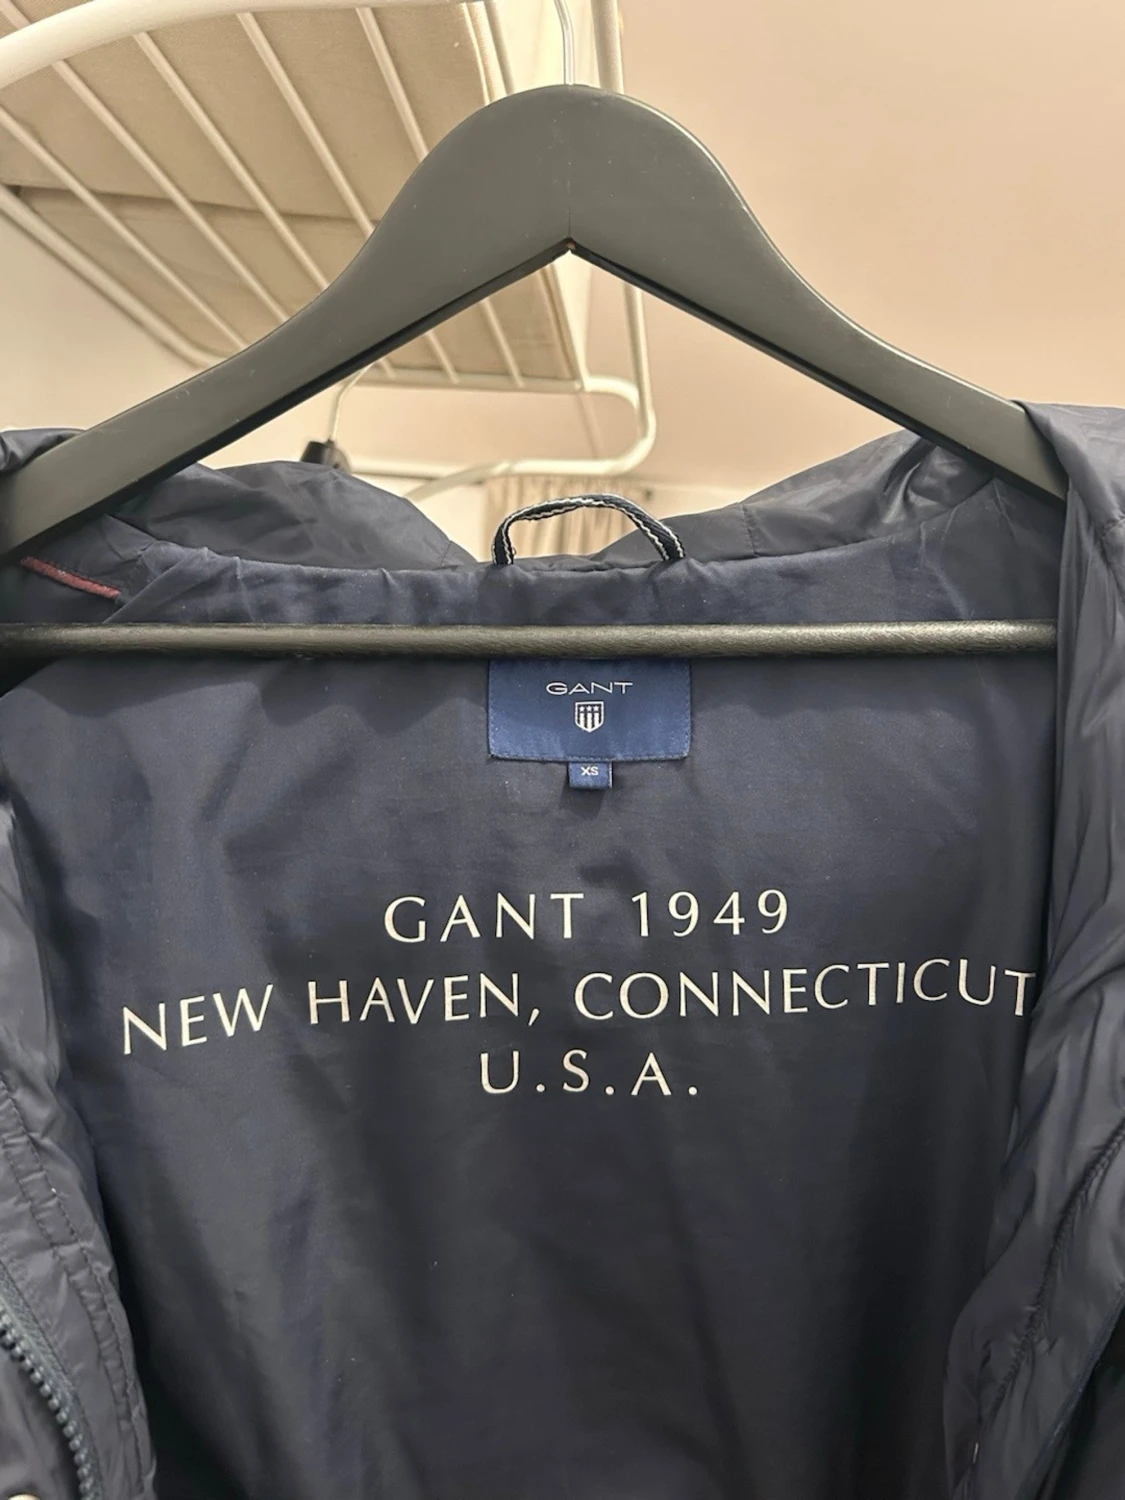 GANT
XS
GANT 1949
NEW HAVEN, CONNECTICUT
U.S.A.